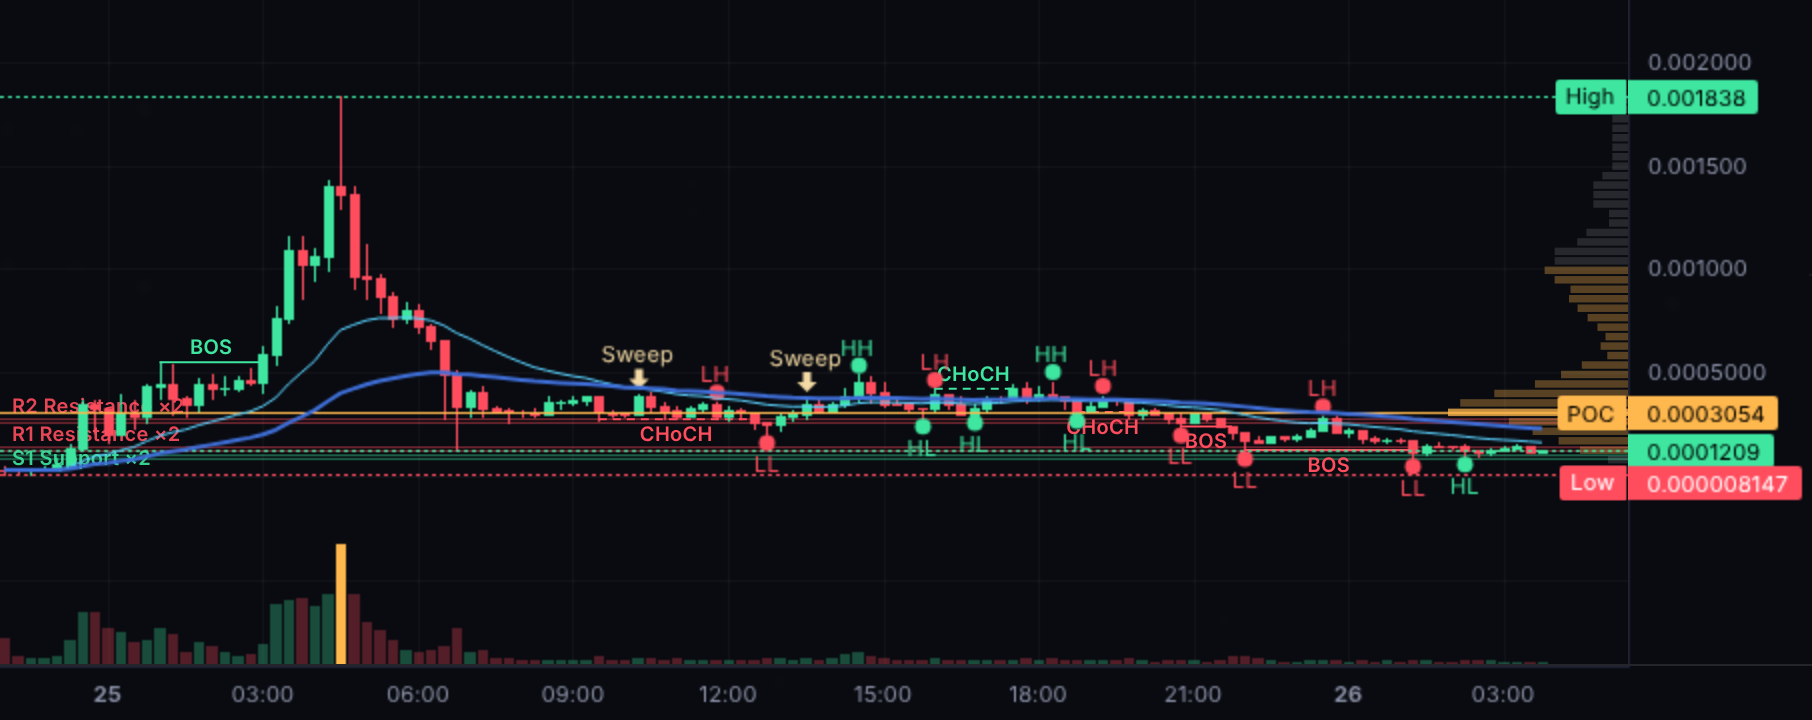 0.002000
High 0.001838
0.001500
0.001000
BOS
Sweep
Sweep
HH
HH
LH
LH
LH
CHoCH
0.0005000
LH
R2 Resistance ×2
POC 0.0003054
R1 Resistance ×2
CHoCH
CHoCH
BOS
HL
HL
HL
S1 Support ×2
0.0001209
LL
LL
BOS
LL
LL
HL
Low 0.000008147
25
03:00
06:00
09:00
12:00
15:00
18:00
21:00
26
03:00